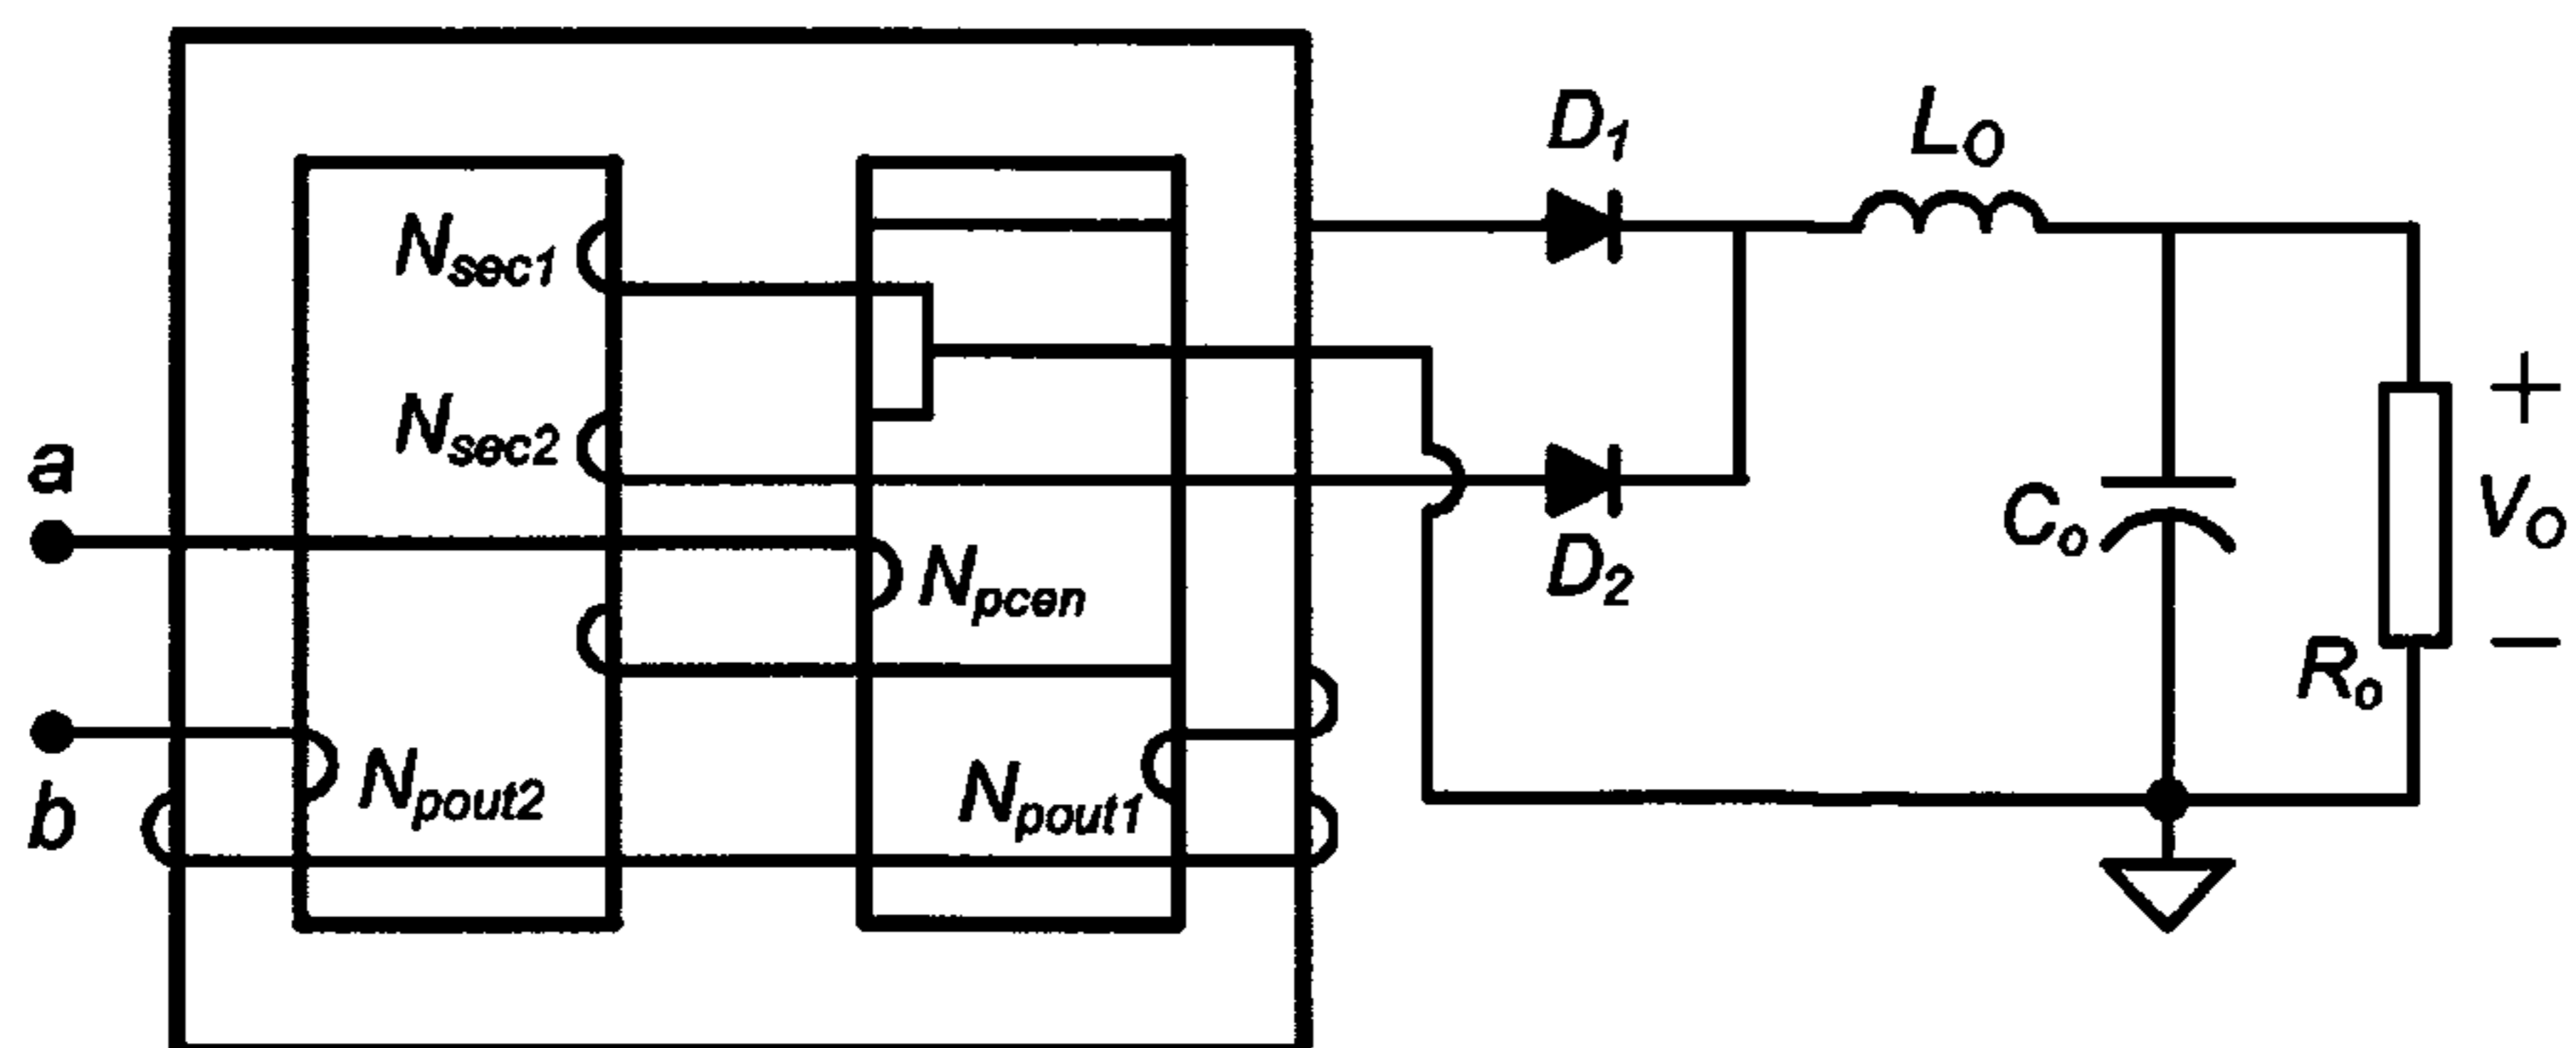 D1
LO
Nsec1
+
Nsec2
a
VO
Co
D2
Npcen
Ro
−
Npout2
Npout1
b